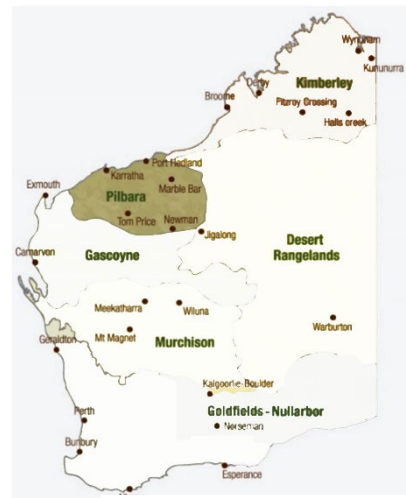 Wyndham
Kununurra
Derby
Kimberley
Broome
Fitzroy Crossing
Halls creek
Port Hedland
Karratha
Exmouth
Marble Bar
Pilbara
Tom Price
Newman
Jigalong
Carnarvon
Gascoyne
Desert
Rangelands
Meekatharra
Wiluna
Warburton
Geraldton
Mt Magnet
Murchison
Kalgoorlie-Boulder
Goldfields - Nullarbor
Norseman
Perth
Bunbury
Esperance